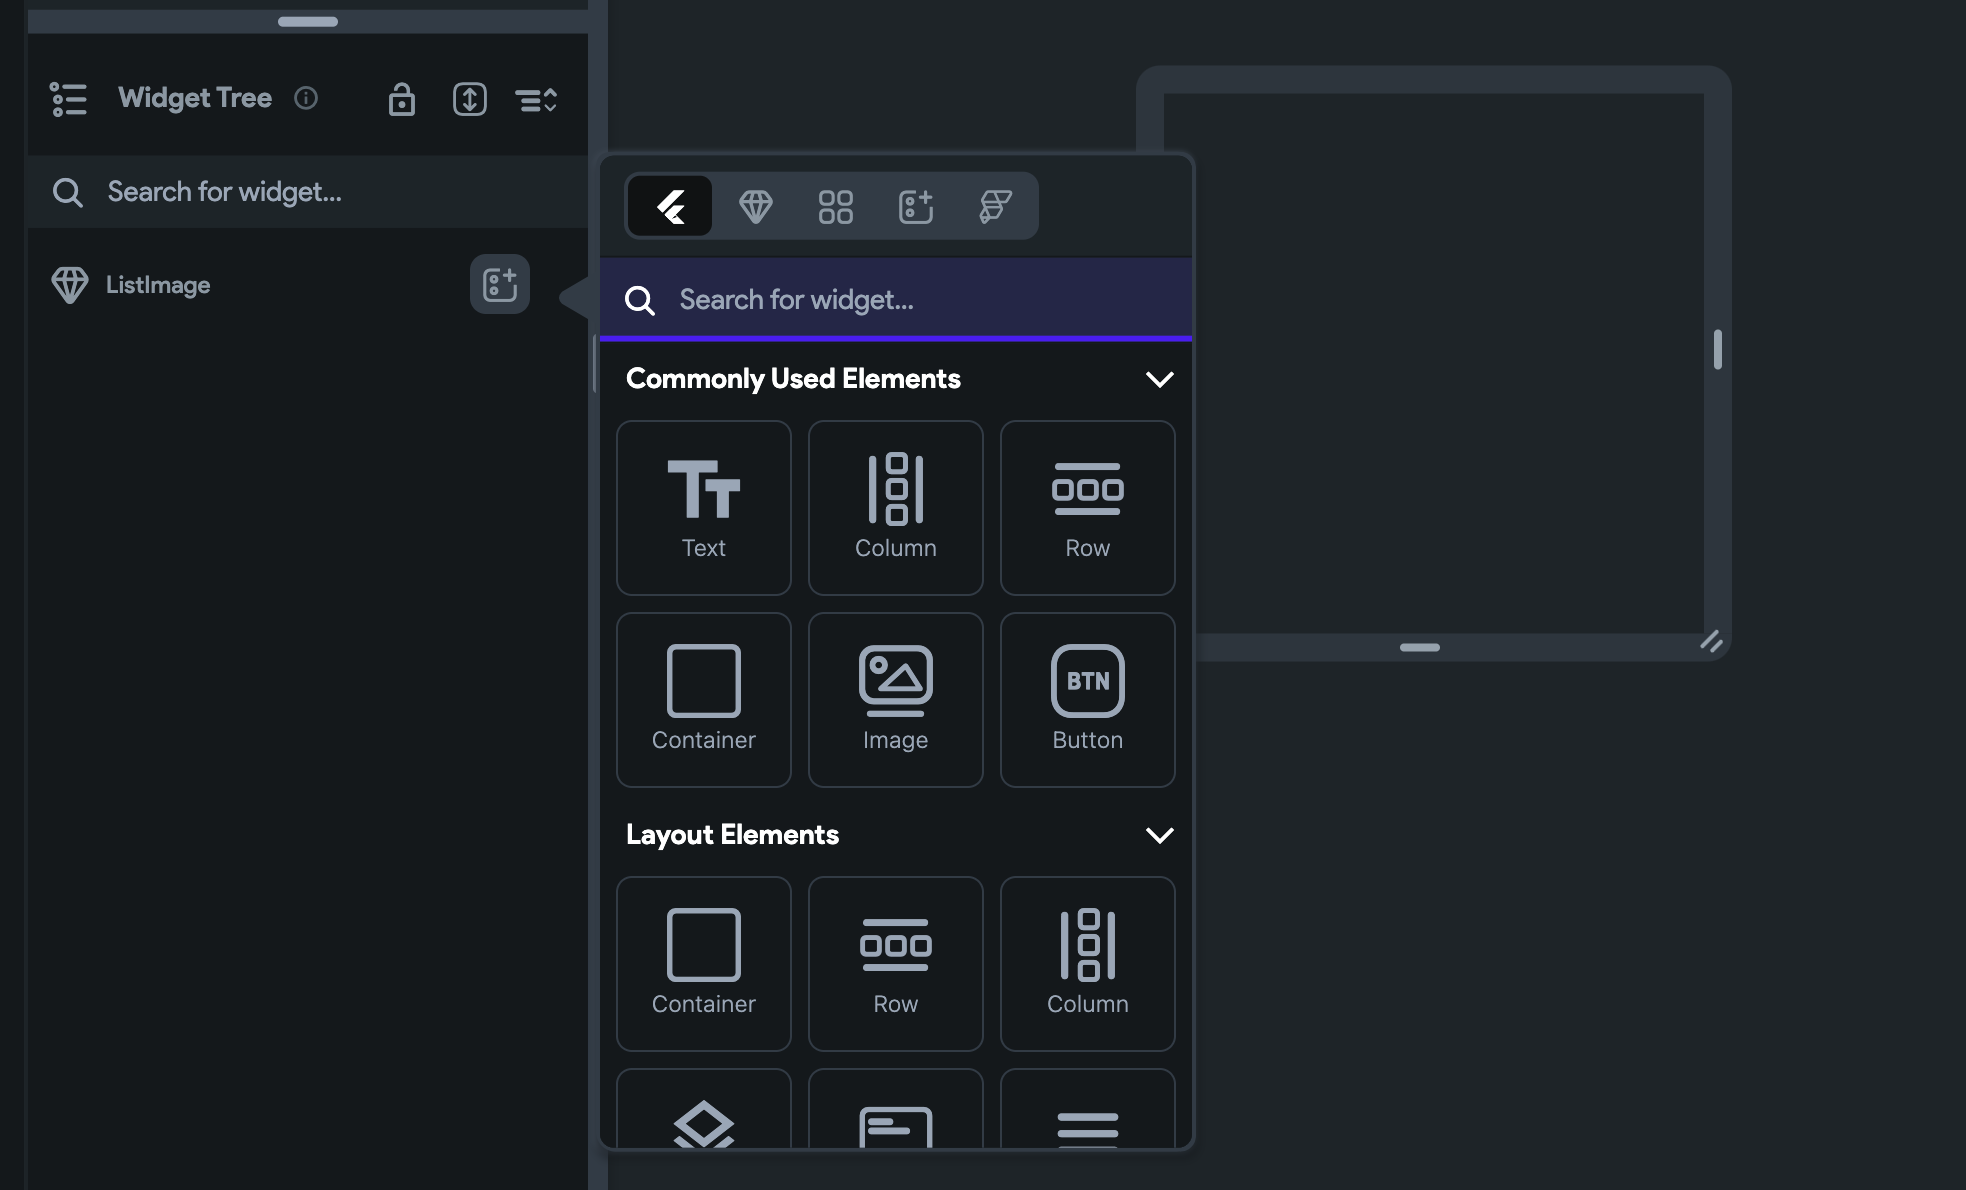 Widget Tree
Search for widget...
ListImage
Search for widget...
Commonly Used Elements
Text
Column
Row
Container
Image
BTN
Button
Layout Elements
Container
Row
Column